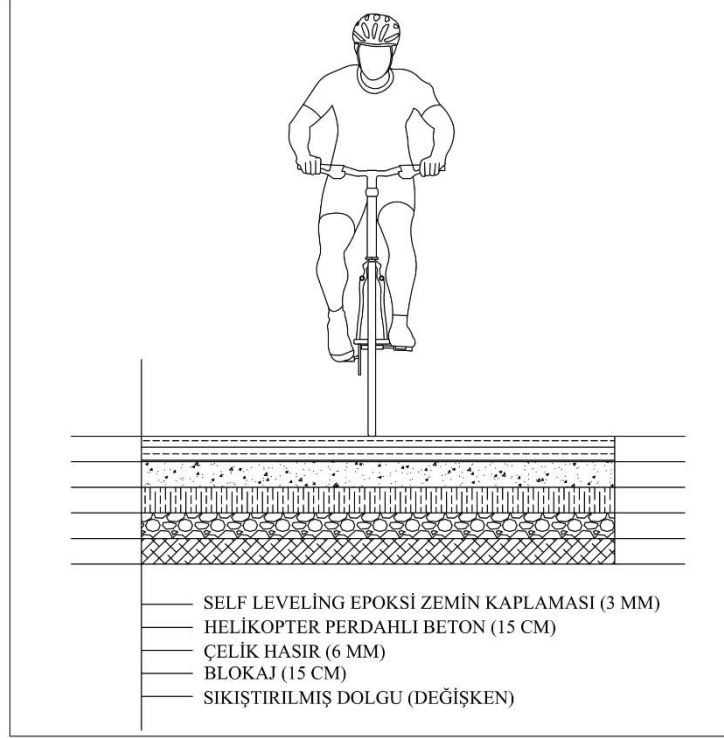 SELF LEVELİNG EPOKSİ ZEMİN KAPLAMASI (3 MM)
HELİKOPTER PERDAHLI BETON (15 CM)
ÇELİK HASIR (6 MM)
BLOKAJ (15 CM)
SIKIŞTIRILMIŞ DOLGU (DEĞİŞKEN)